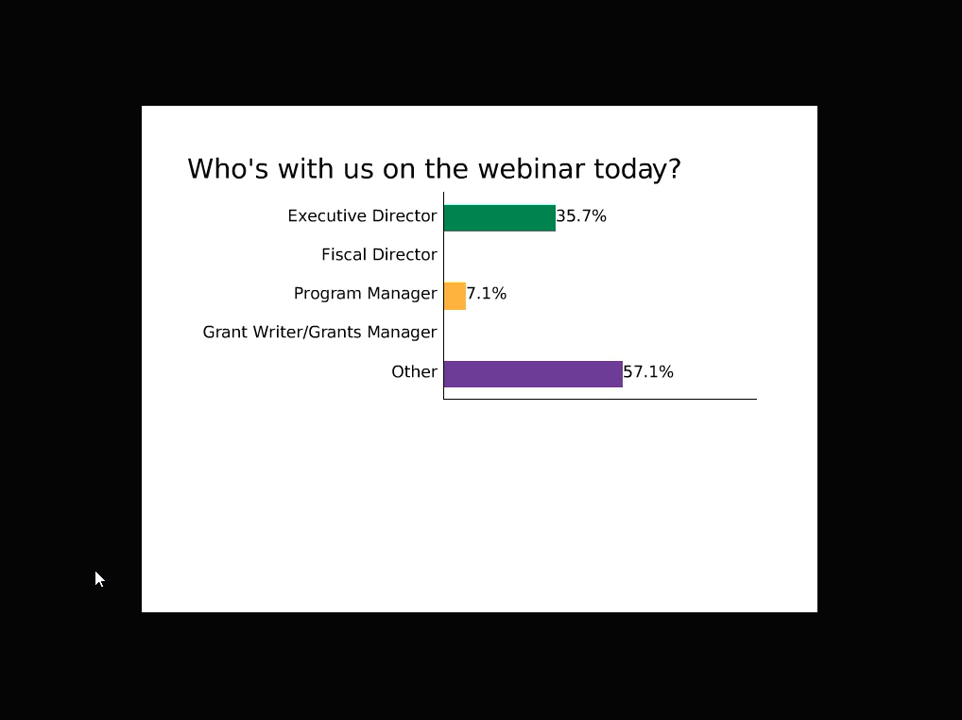 Who's with us on the webinar today?
Executive Director 35.7%
Fiscal Director
Program Manager 7.1%
Grant Writer/Grants Manager
Other 57.1%